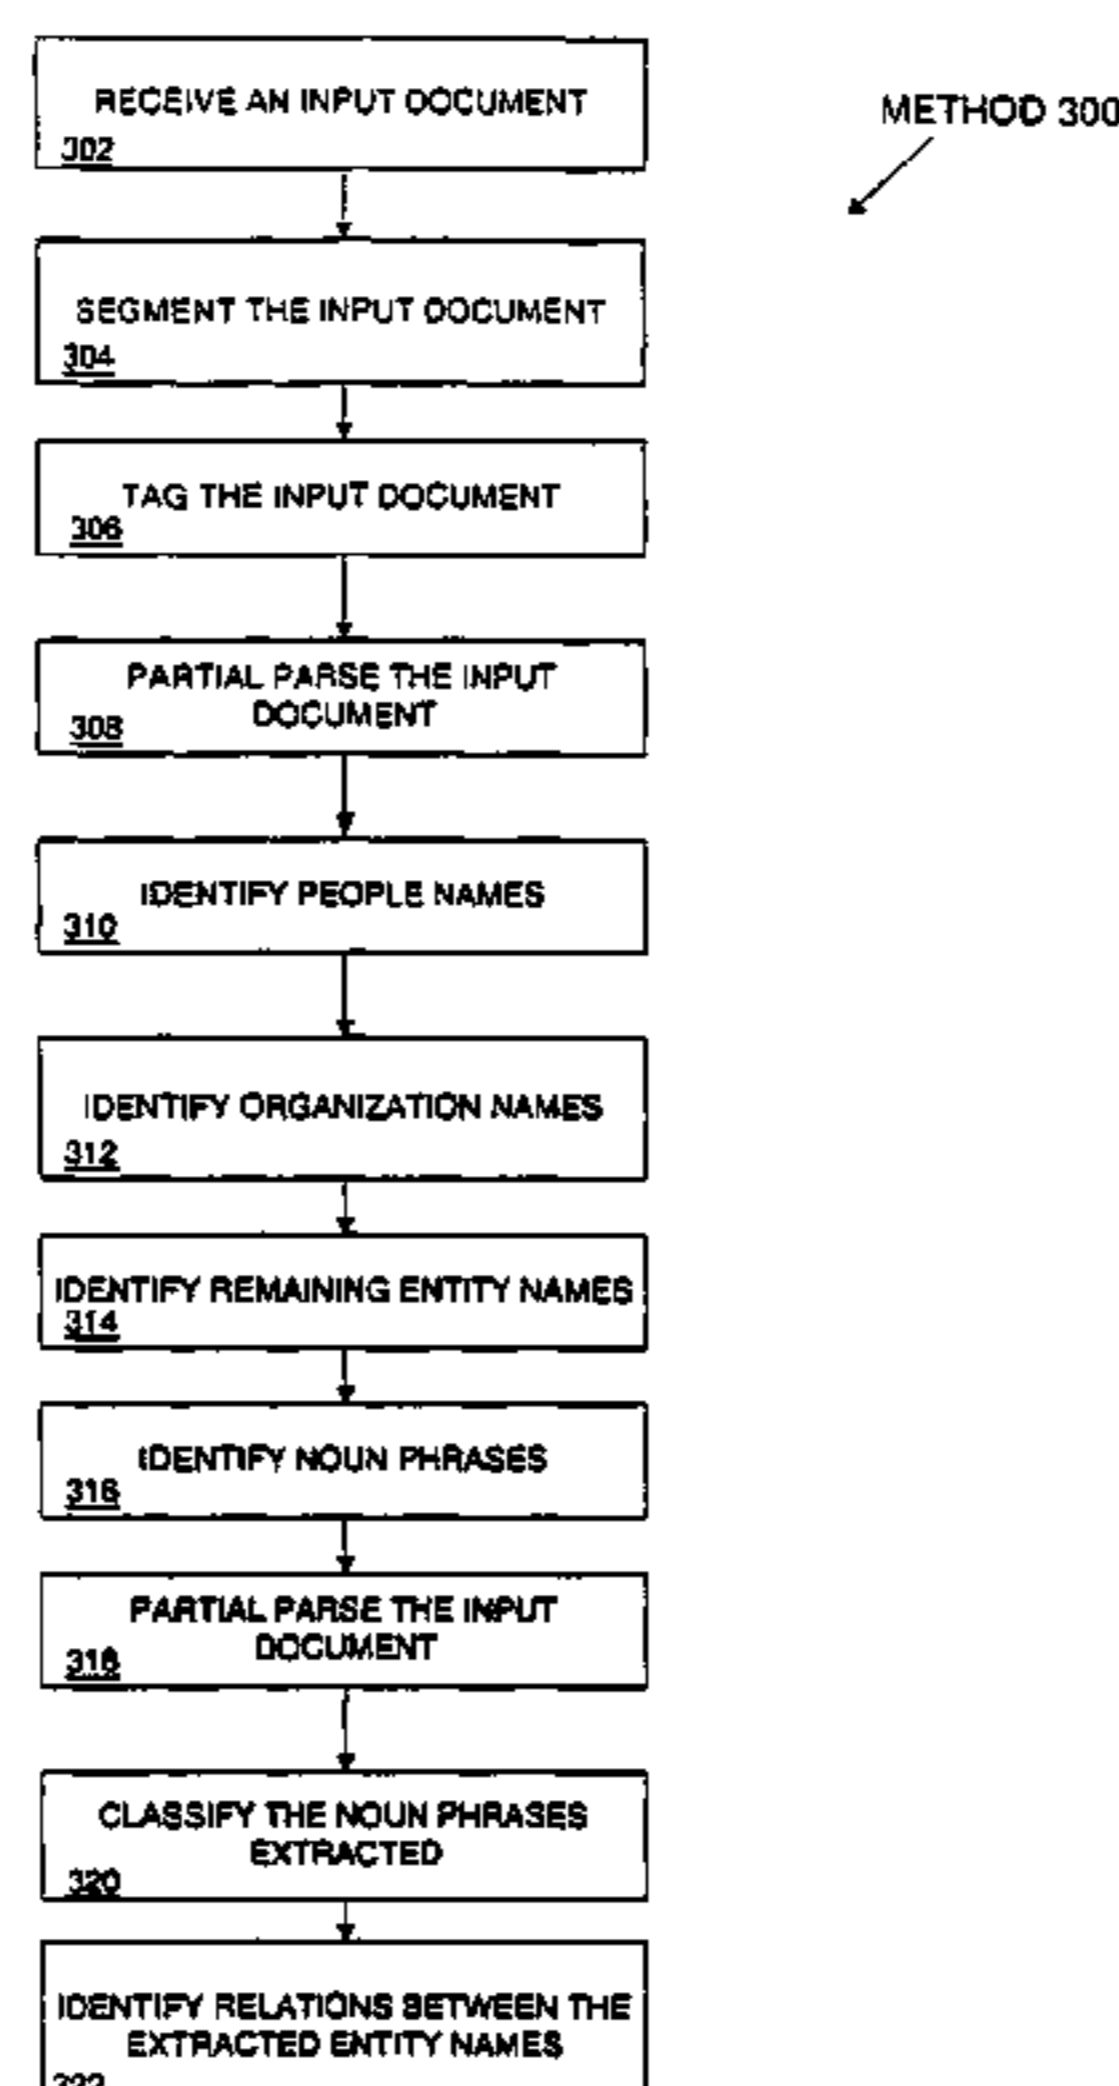 RECEIVE AN INPUT DOCUMENT
302
METHOD 300
SEGMENT THE INPUT DOCUMENT
304
TAG THE INPUT DOCUMENT
306
PARTIAL PARSE THE INPUT
DOCUMENT
308
IDENTIFY PEOPLE NAMES
310
IDENTIFY ORGANIZATION NAMES
312
IDENTIFY REMAINING ENTITY NAMES
314
IDENTIFY NOUN PHRASES
316
PARTIAL PARSE THE INPUT
DOCUMENT
318
CLASSIFY THE NOUN PHRASES
EXTRACTED
320
IDENTIFY RELATIONS BETWEEN THE
EXTRACTED ENTITY NAMES
322